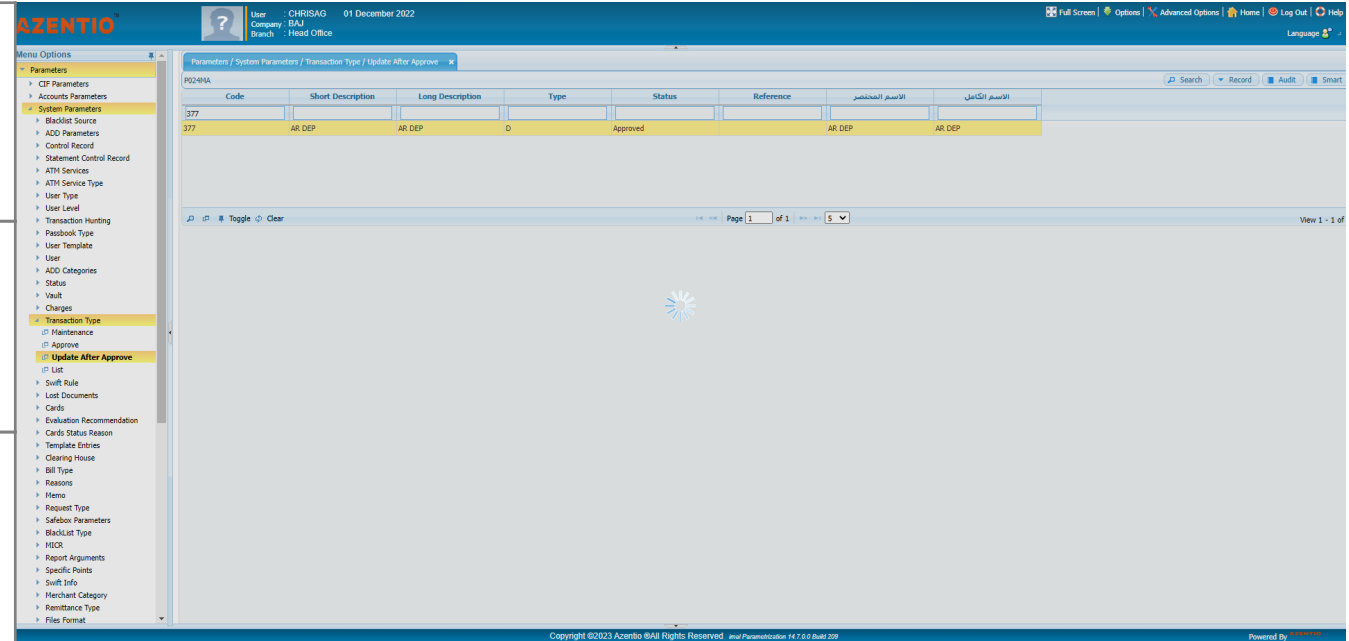 AZENTIO™
User : CHRISAG 01 December 2022
Company : BAJ
Branch : Head Office
Full Screen | Options | Advanced Options | Home | Log Out | Help
Language
Menu Options
Parameters
CIF Parameters
Accounts Parameters
System Parameters
Blacklist Source
ADD Parameters
Control Record
Statement Control Record
ATM Services
ATM Service Type
User Type
User Level
Transaction Hunting
Passbook Type
User Template
User
ADD Categories
Status
Vault
Charges
Transaction Type
Maintenance
Approve
Update After Approve
List
Swift Rule
Lost Documents
Cards
Evaluation Recommendation
Cards Status Reason
Template Entries
Clearing House
Bill Type
Reasons
Memo
Request Type
Safebox Parameters
BlackList Type
MICR
Report Arguments
Specific Points
Swift Info
Merchant Category
Remittance Type
Files Format
Parameters / System Parameters / Transaction Type / Update After Approve x
P024MA
Search Record Audit Smart
Code Short Description Long Description Type Status Reference الاسم المختصر الاسم الكامل
377
377 AR DEP AR DEP D Approved AR DEP AR DEP
Toggle Clear
Page 1 of 1 5
View 1 - 1 of
Copyright ©2023 Azentio ®All Rights Reserved imal Parametrization 14.7.0.0 Build 209
Powered By AZENTIO